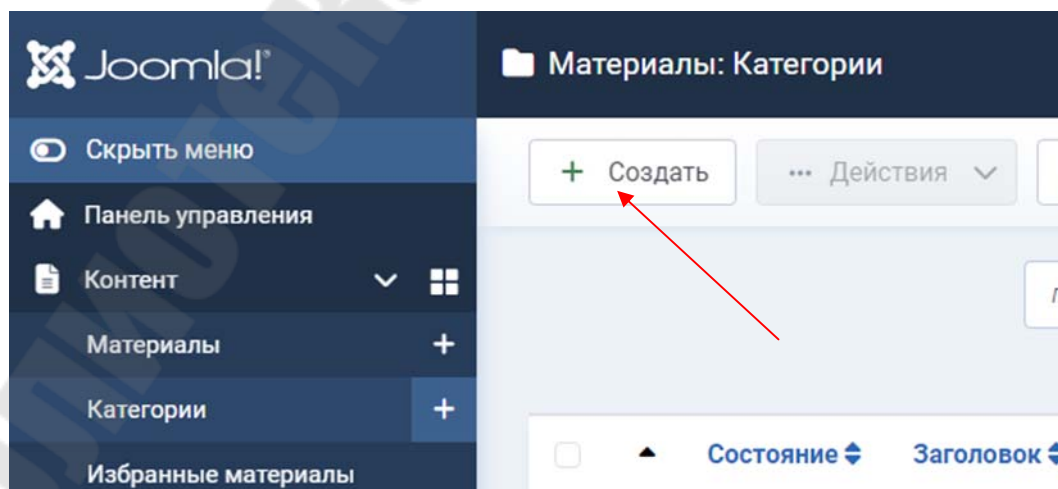 Joomla!
Скрыть меню
Панель управления
Контент
Материалы
Категории
Избранные материалы
Материалы: Категории
+ Создать
··· Действия
Состояние
Заголовок